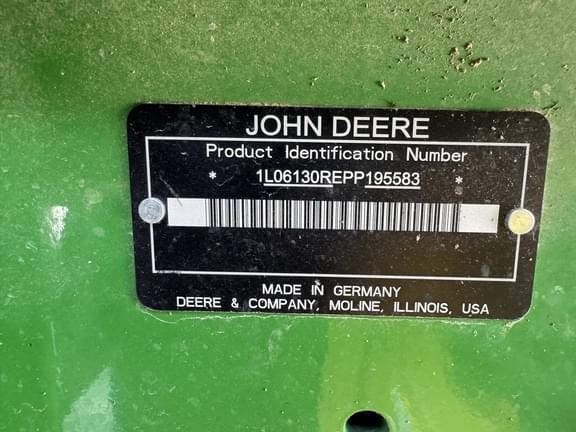 JOHN DEERE
Product Identification Number
* 1L06130REPP195583 *
MADE IN GERMANY
DEERE & COMPANY, MOLINE, ILLINOIS, USA